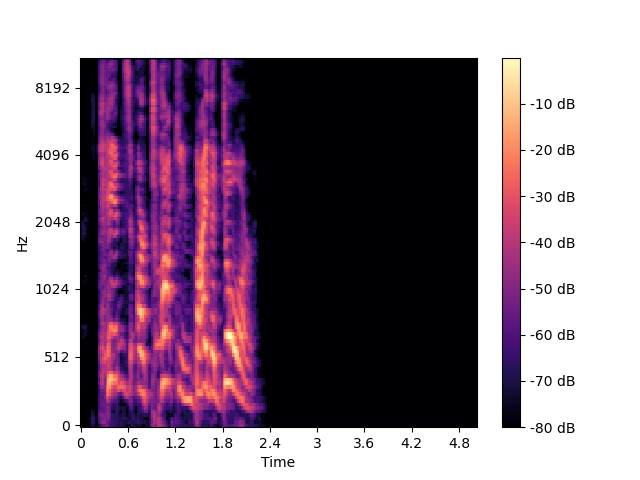 8192
4096
2048
1024
512
0
Hz
0 0.6 1.2 1.8 2.4 3 3.6 4.2 4.8
Time
-10 dB
-20 dB
-30 dB
-40 dB
-50 dB
-60 dB
-70 dB
-80 dB